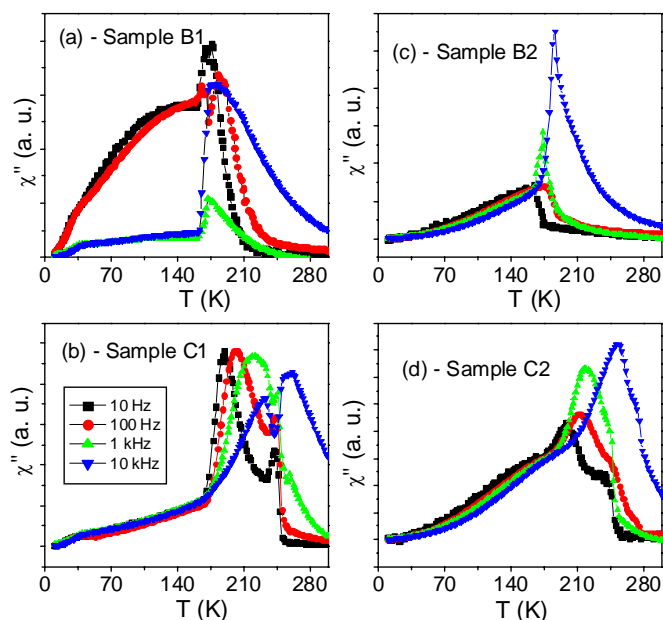 (a) - Sample B1
χ" (a. u.)
0 70 140 210 280
T (K)
(c) - Sample B2
χ" (a. u.)
0 70 140 210 280
T (K)
(b) - Sample C1
10 Hz
100 Hz
1 kHz
10 kHz
χ" (a. u.)
0 70 140 210 280
T (K)
(d) - Sample C2
χ" (a. u.)
0 70 140 210 280
T (K)